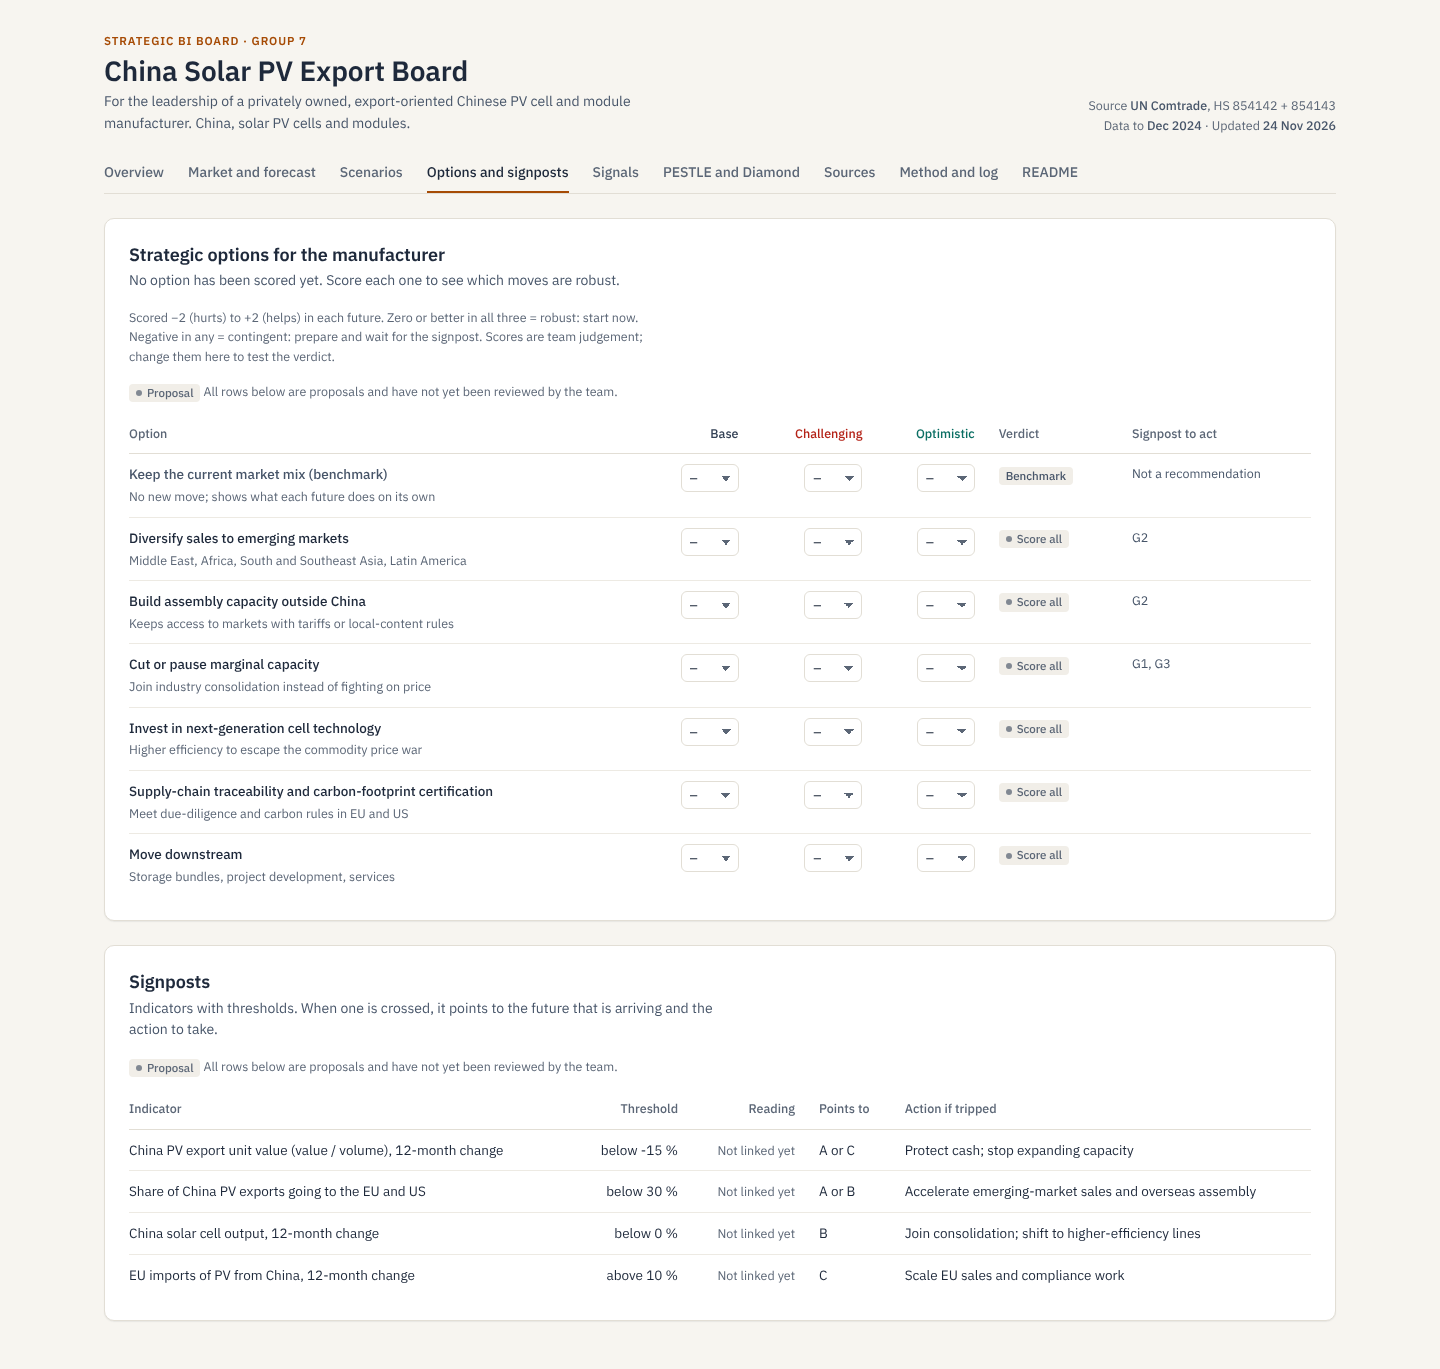 STRATEGIC BI BOARD · GROUP 7
China Solar PV Export Board
For the leadership of a privately owned, export-oriented Chinese PV cell and module
manufacturer. China, solar PV cells and modules.
Source UN Comtrade, HS 854142 + 854143
Data to Dec 2024 · Updated 24 Nov 2026
Overview Market and forecast Scenarios Options and signposts Signals PESTLE and Diamond Sources Method and log README
Strategic options for the manufacturer
No option has been scored yet. Score each one to see which moves are robust.
Scored −2 (hurts) to +2 (helps) in each future. Zero or better in all three = robust: start now.
Negative in any = contingent: prepare and wait for the signpost. Scores are team judgement;
change them here to test the verdict.
Proposal All rows below are proposals and have not yet been reviewed by the team.
Option Base Challenging Optimistic Verdict Signpost to act
Keep the current market mix (benchmark) – – – Benchmark Not a recommendation
No new move; shows what each future does on its own
Diversify sales to emerging markets – – – Score all G2
Middle East, Africa, South and Southeast Asia, Latin America
Build assembly capacity outside China – – – Score all G2
Keeps access to markets with tariffs or local-content rules
Cut or pause marginal capacity – – – Score all G1, G3
Join industry consolidation instead of fighting on price
Invest in next-generation cell technology – – – Score all
Higher efficiency to escape the commodity price war
Supply-chain traceability and carbon-footprint certification – – – Score all
Meet due-diligence and carbon rules in EU and US
Move downstream – – – Score all
Storage bundles, project development, services
Signposts
Indicators with thresholds. When one is crossed, it points to the future that is arriving and the
action to take.
Proposal All rows below are proposals and have not yet been reviewed by the team.
Indicator Threshold Reading Points to Action if tripped
China PV export unit value (value / volume), 12-month change below -15 % Not linked yet A or C Protect cash; stop expanding capacity
Share of China PV exports going to the EU and US below 30 % Not linked yet A or B Accelerate emerging-market sales and overseas assembly
China solar cell output, 12-month change below 0 % Not linked yet B Join consolidation; shift to higher-efficiency lines
EU imports of PV from China, 12-month change above 10 % Not linked yet C Scale EU sales and compliance work